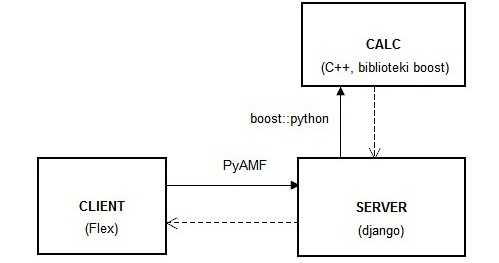 CALC
(C++, biblioteki boost)
boost::python
PyAMF
CLIENT
(Flex)
SERVER
(django)